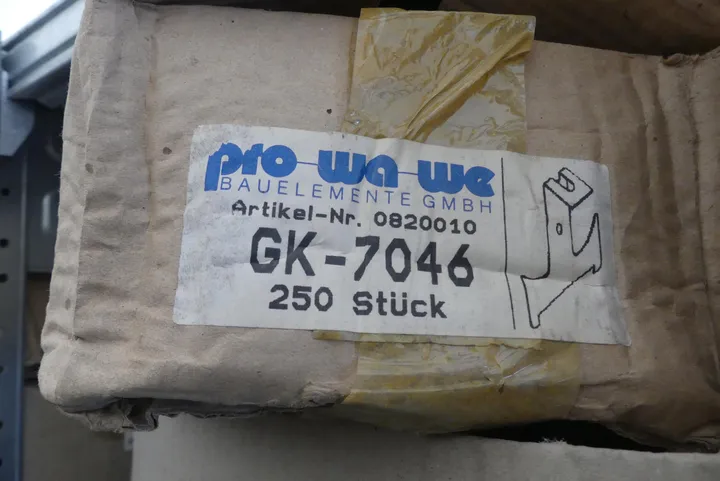 pro-wa-we
BAUELEMENTE GMBH
Artikel-Nr. 0820010
GK-7046
250 Stück